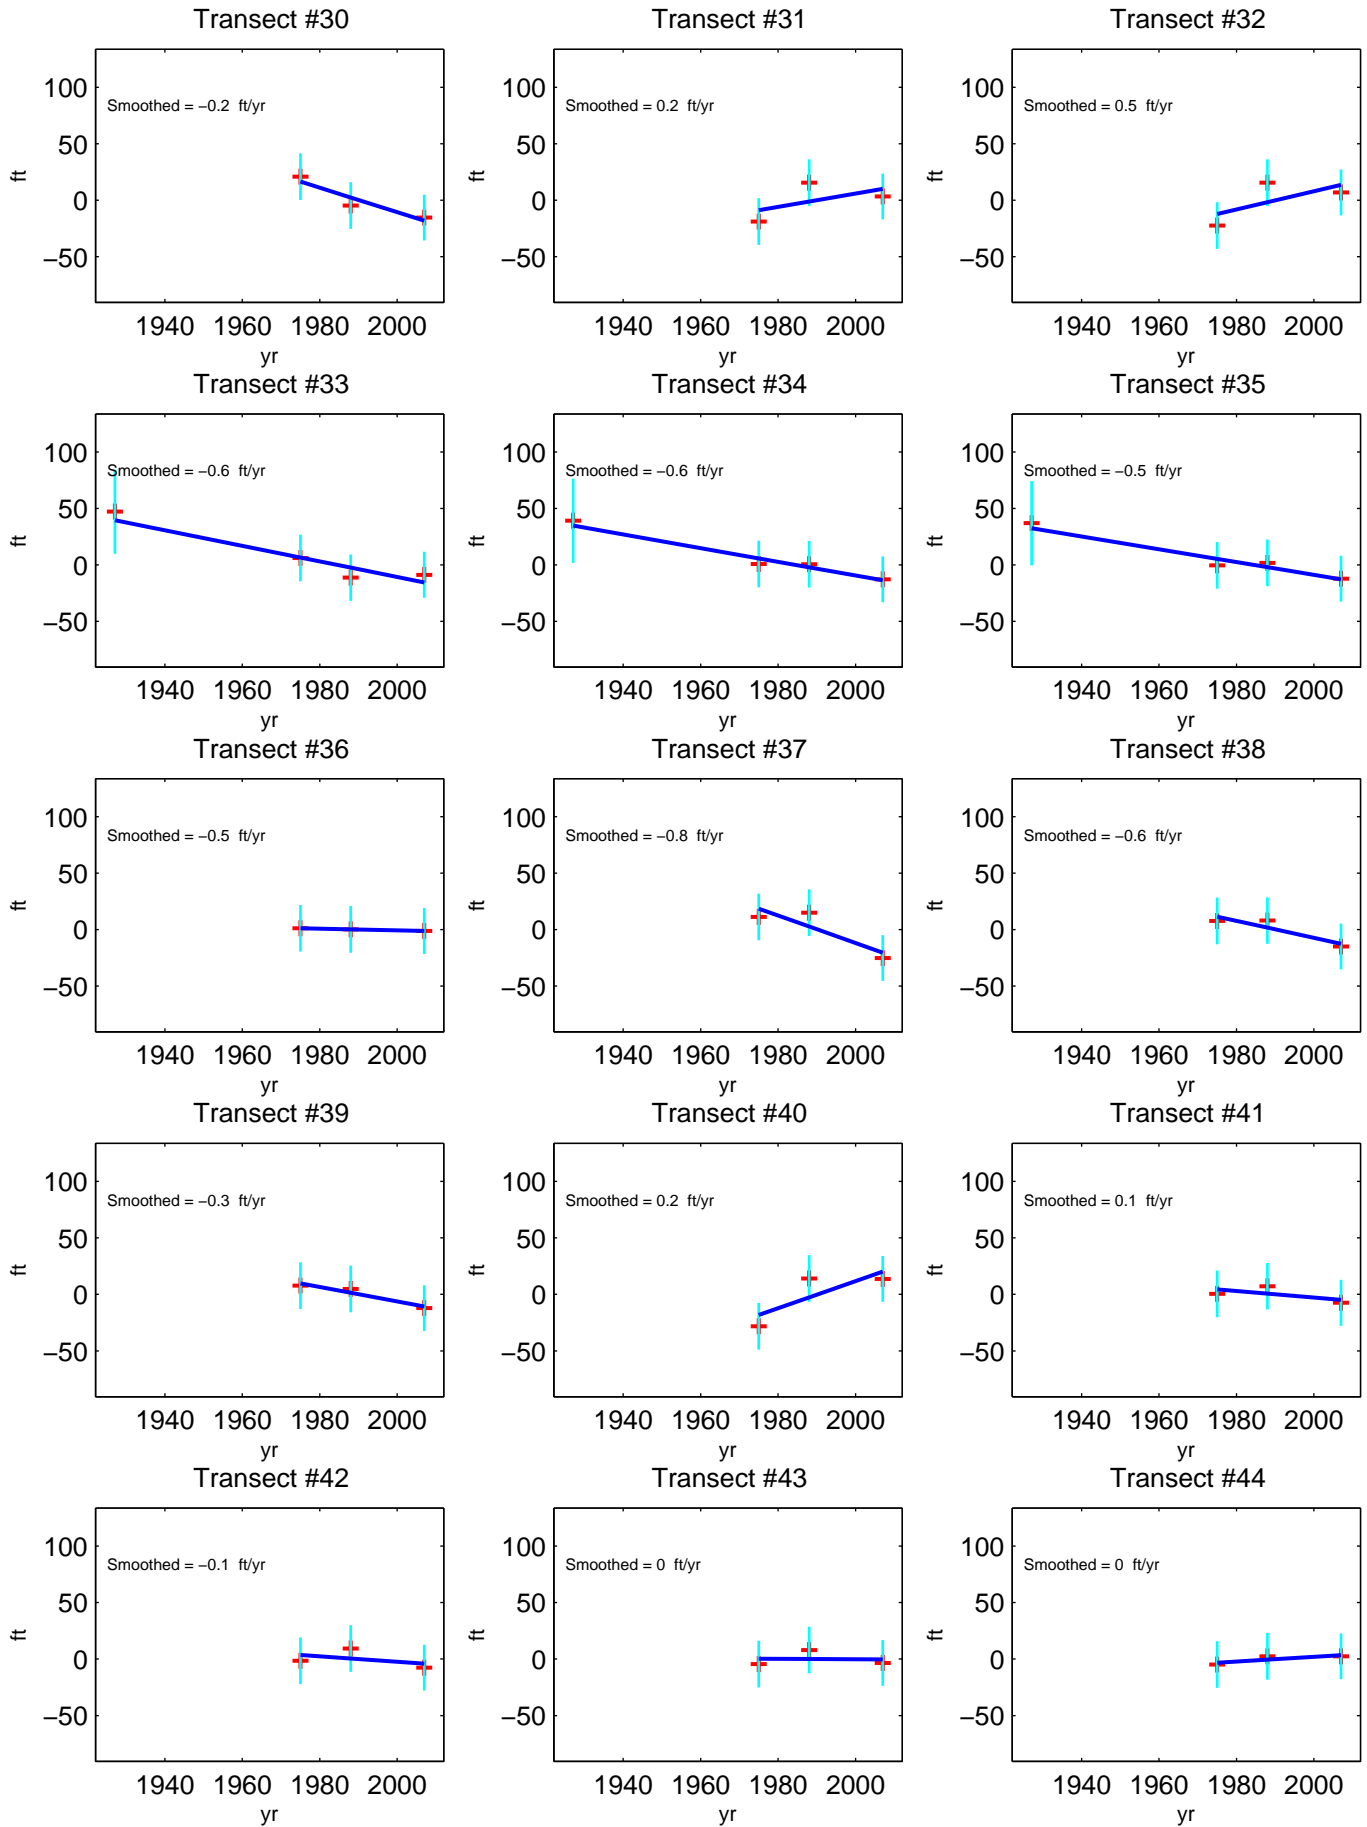 Transect #30
Transect #31
Transect #32
100
50
0
−50
ft
Smoothed = −0.2 ft/yr
1940 1960 1980 2000
yr
100
50
0
−50
ft
Smoothed = 0.2 ft/yr
1940 1960 1980 2000
yr
100
50
0
−50
ft
Smoothed = 0.5 ft/yr
1940 1960 1980 2000
yr
Transect #33
Transect #34
Transect #35
100
50
0
−50
ft
Smoothed = −0.6 ft/yr
1940 1960 1980 2000
yr
100
50
0
−50
ft
Smoothed = −0.6 ft/yr
1940 1960 1980 2000
yr
100
50
0
−50
ft
Smoothed = −0.5 ft/yr
1940 1960 1980 2000
yr
Transect #36
Transect #37
Transect #38
100
50
0
−50
ft
Smoothed = −0.5 ft/yr
1940 1960 1980 2000
yr
100
50
0
−50
ft
Smoothed = −0.8 ft/yr
1940 1960 1980 2000
yr
100
50
0
−50
ft
Smoothed = −0.6 ft/yr
1940 1960 1980 2000
yr
Transect #39
Transect #40
Transect #41
100
50
0
−50
ft
Smoothed = −0.3 ft/yr
1940 1960 1980 2000
yr
100
50
0
−50
ft
Smoothed = 0.2 ft/yr
1940 1960 1980 2000
yr
100
50
0
−50
ft
Smoothed = 0.1 ft/yr
1940 1960 1980 2000
yr
Transect #42
Transect #43
Transect #44
100
50
0
−50
ft
Smoothed = −0.1 ft/yr
1940 1960 1980 2000
yr
100
50
0
−50
ft
Smoothed = 0 ft/yr
1940 1960 1980 2000
yr
100
50
0
−50
ft
Smoothed = 0 ft/yr
1940 1960 1980 2000
yr